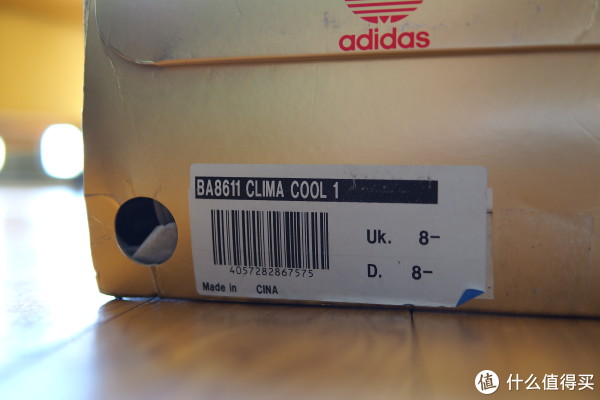 adidas
BA8611 CLIMA COOL 1
Uk. 8-
4057282867575
D. 8-
Made in CINA
值 什么值得买